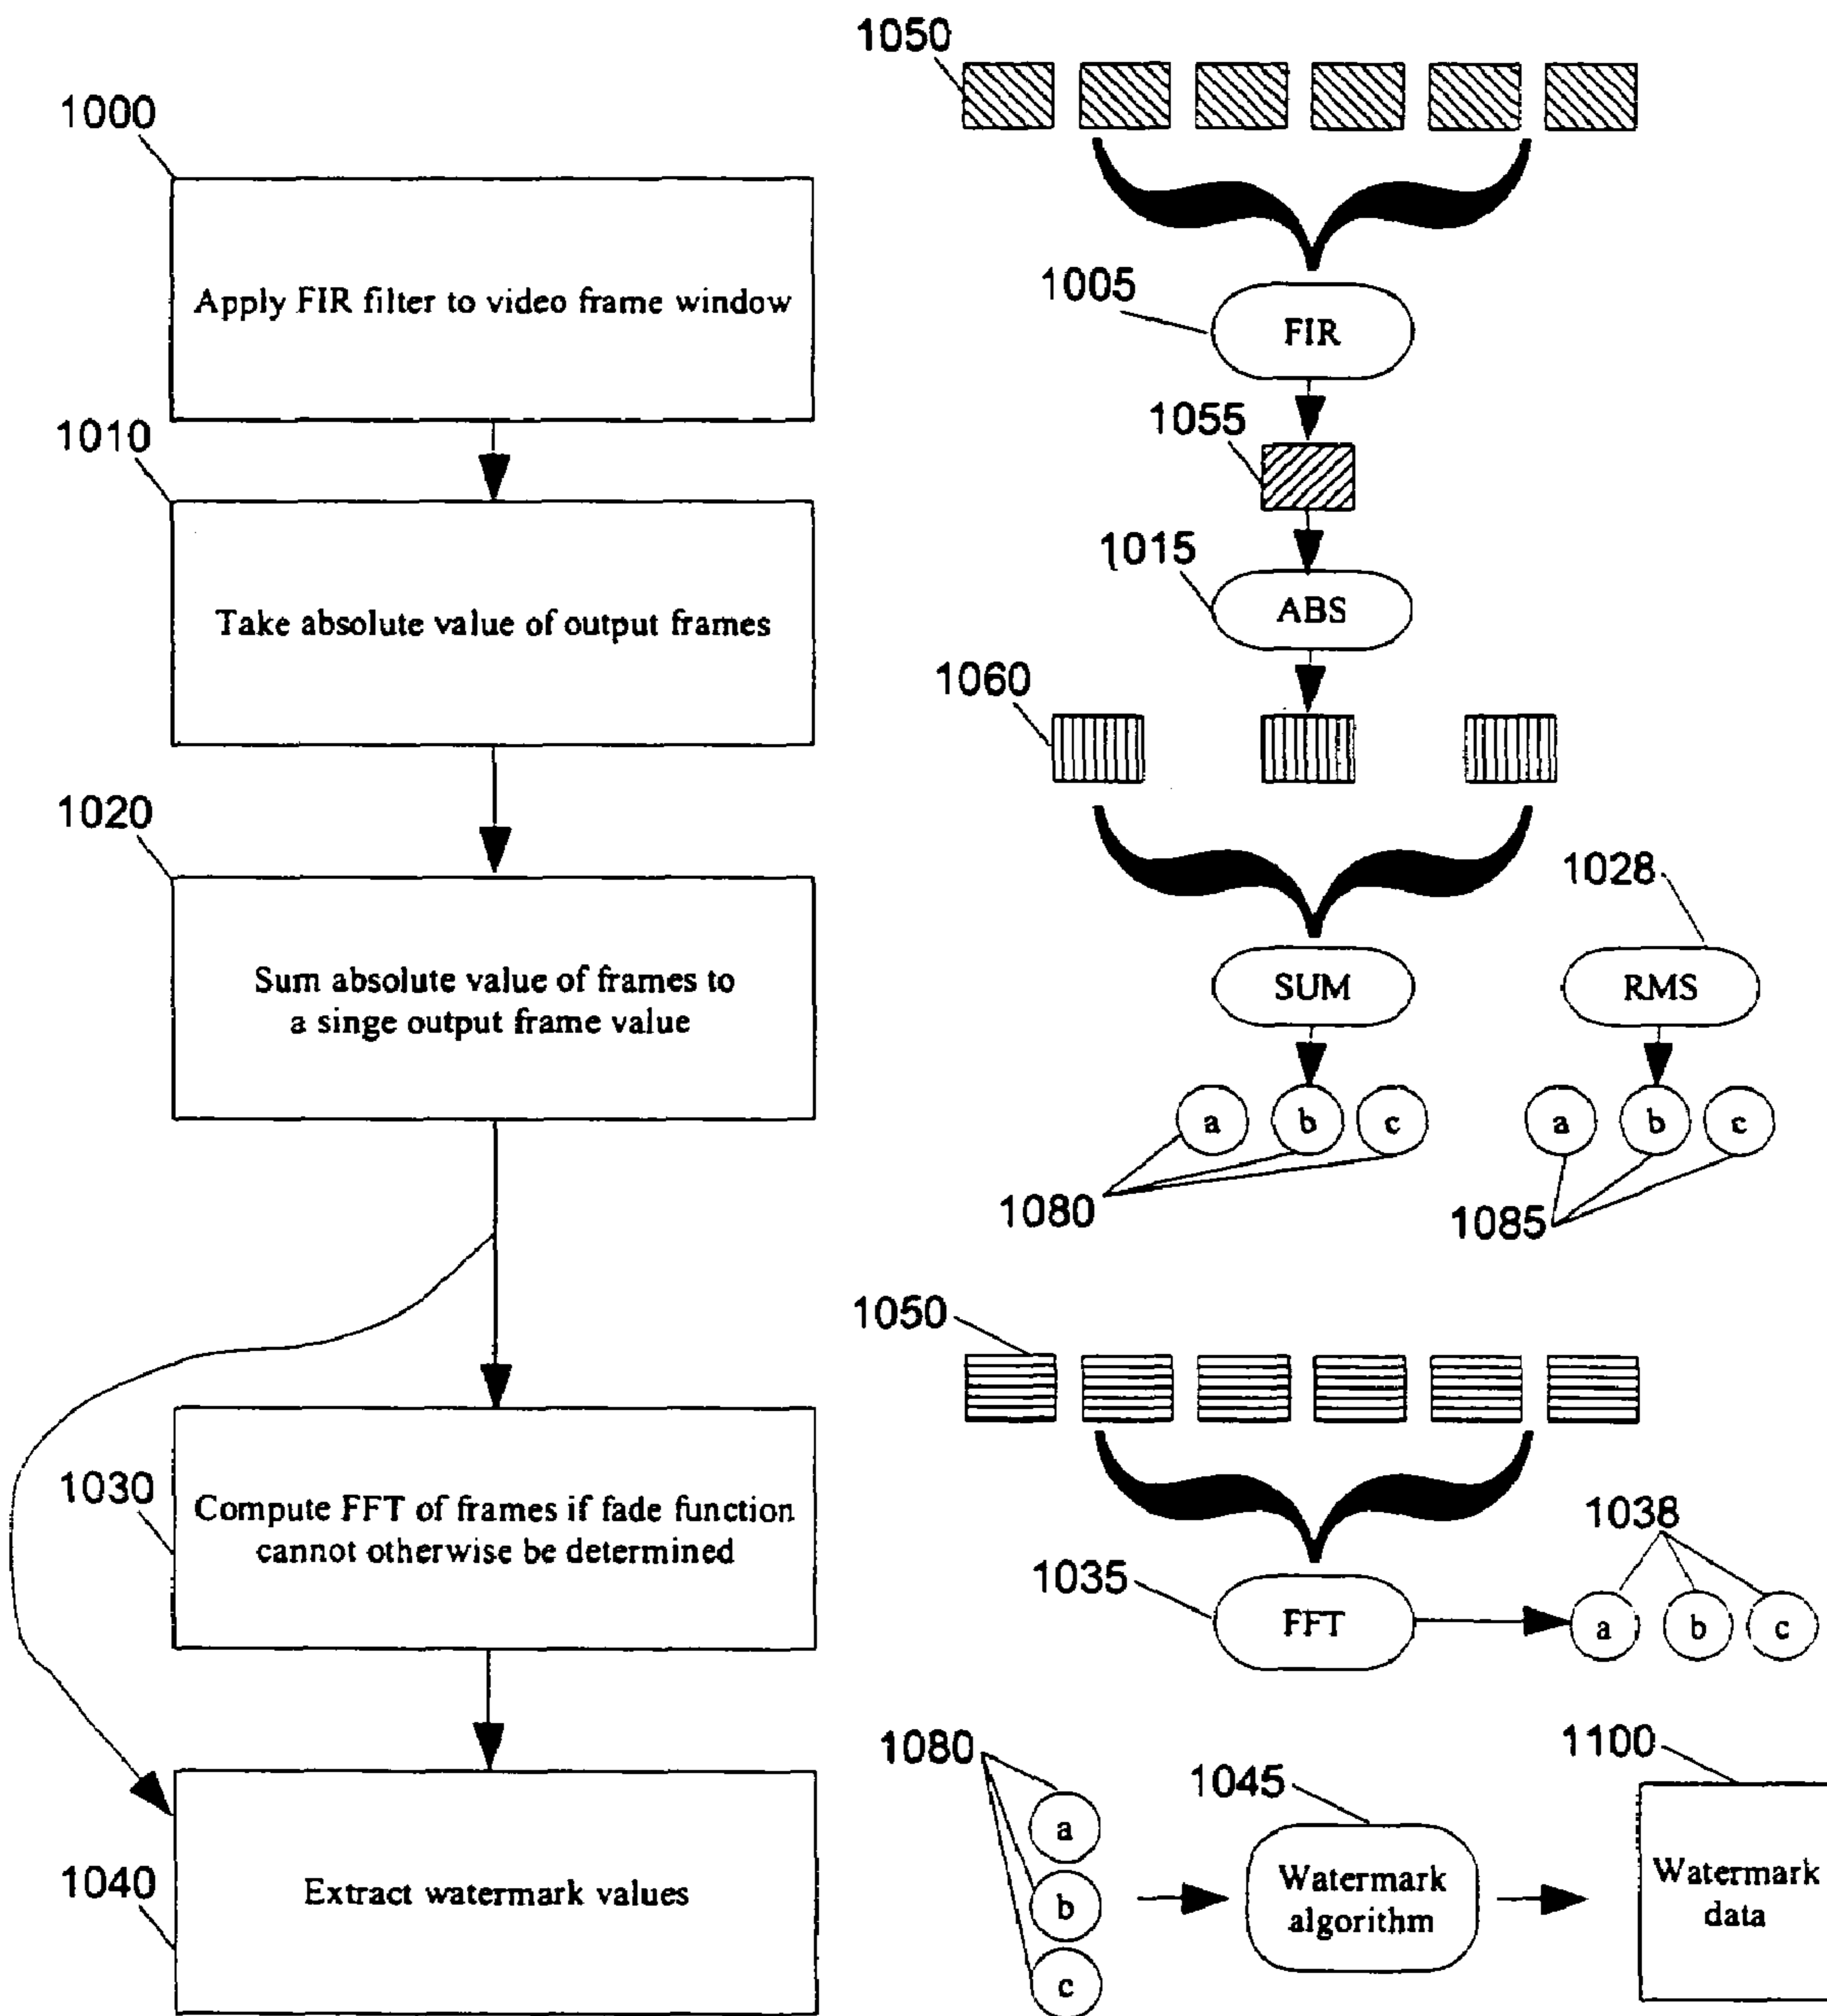 1000
Apply FIR filter to video frame window
1010
Take absolute value of output frames
1020
Sum absolute value of frames to
a singe output frame value
1030
Compute FFT of frames if fade function
cannot otherwise be determined
1040
Extract watermark values
1050
1005
FIR
1055
1015
ABS
1060
1028
SUM
RMS
a b c
a b c
1080
1085
1050
1038
1035
FFT
a b c
1080
1045
1100
a
b
c
Watermark
algorithm
Watermark
data